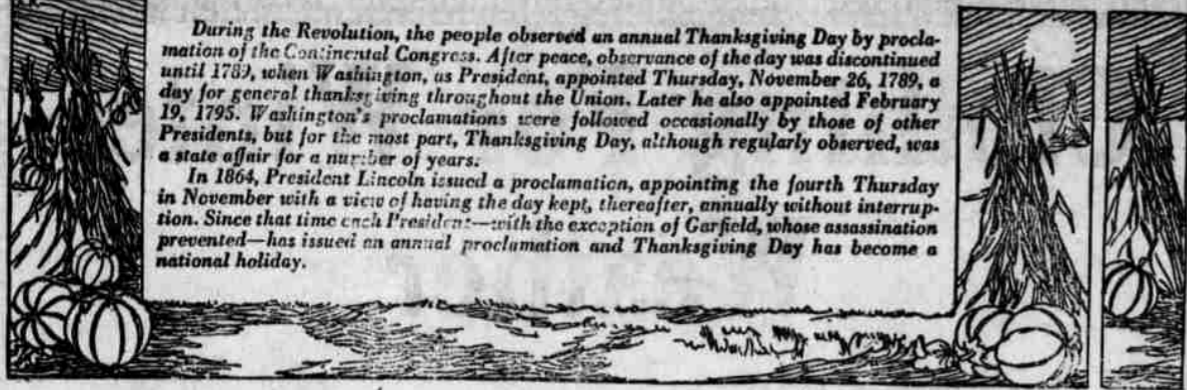 During the Revolution, the people observed an annual Thanksgiving Day by procla-
mation of the Continental Congress. After peace, observance of the day was discontinued
until 1789, when Washington, as President, appointed Thursday, November 26, 1789, a
day for general thanksgiving throughout the Union. Later he also appointed February
19, 1795. Washington's proclamations were followed occasionally by those of other
Presidents, but for the most part, Thanksgiving Day, although regularly observed, was
a state affair for a number of years.
In 1864, President Lincoln issued a proclamation, appointing the fourth Thursday
in November with a view of having the day kept, thereafter, annually without interrup-
tion. Since that time each President—with the exception of Garfield, whose assassination
prevented—has issued an annual proclamation and Thanksgiving Day has become a
national holiday.